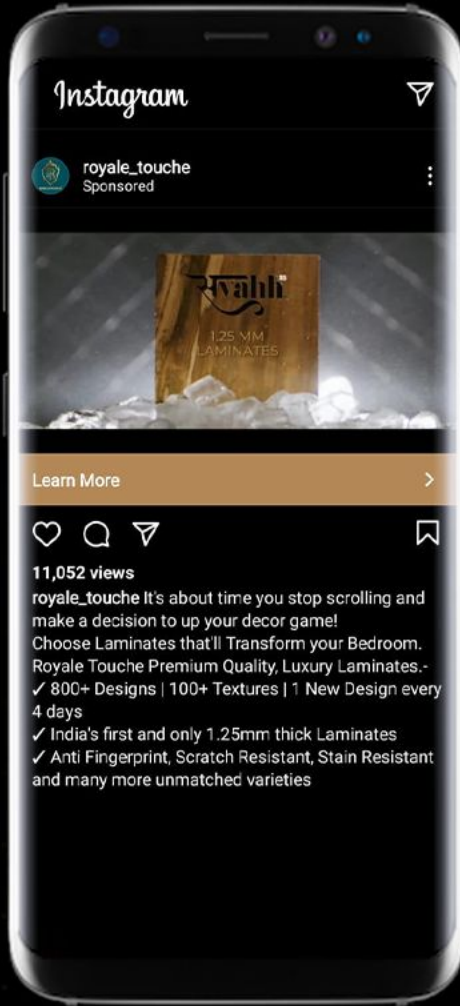 Instagram
royale_touche
Sponsored
सvahh
1.25 MM
LAMINATES
Learn More
11,052 views
royale_touche It's about time you stop scrolling and
make a decision to up your decor game!
Choose Laminates that'll Transform your Bedroom.
Royale Touche Premium Quality, Luxury Laminates.-
✓ 800+ Designs | 100+ Textures | 1 New Design every
4 days
✓ India's first and only 1.25mm thick Laminates
✓ Anti Fingerprint, Scratch Resistant, Stain Resistant
and many more unmatched varieties